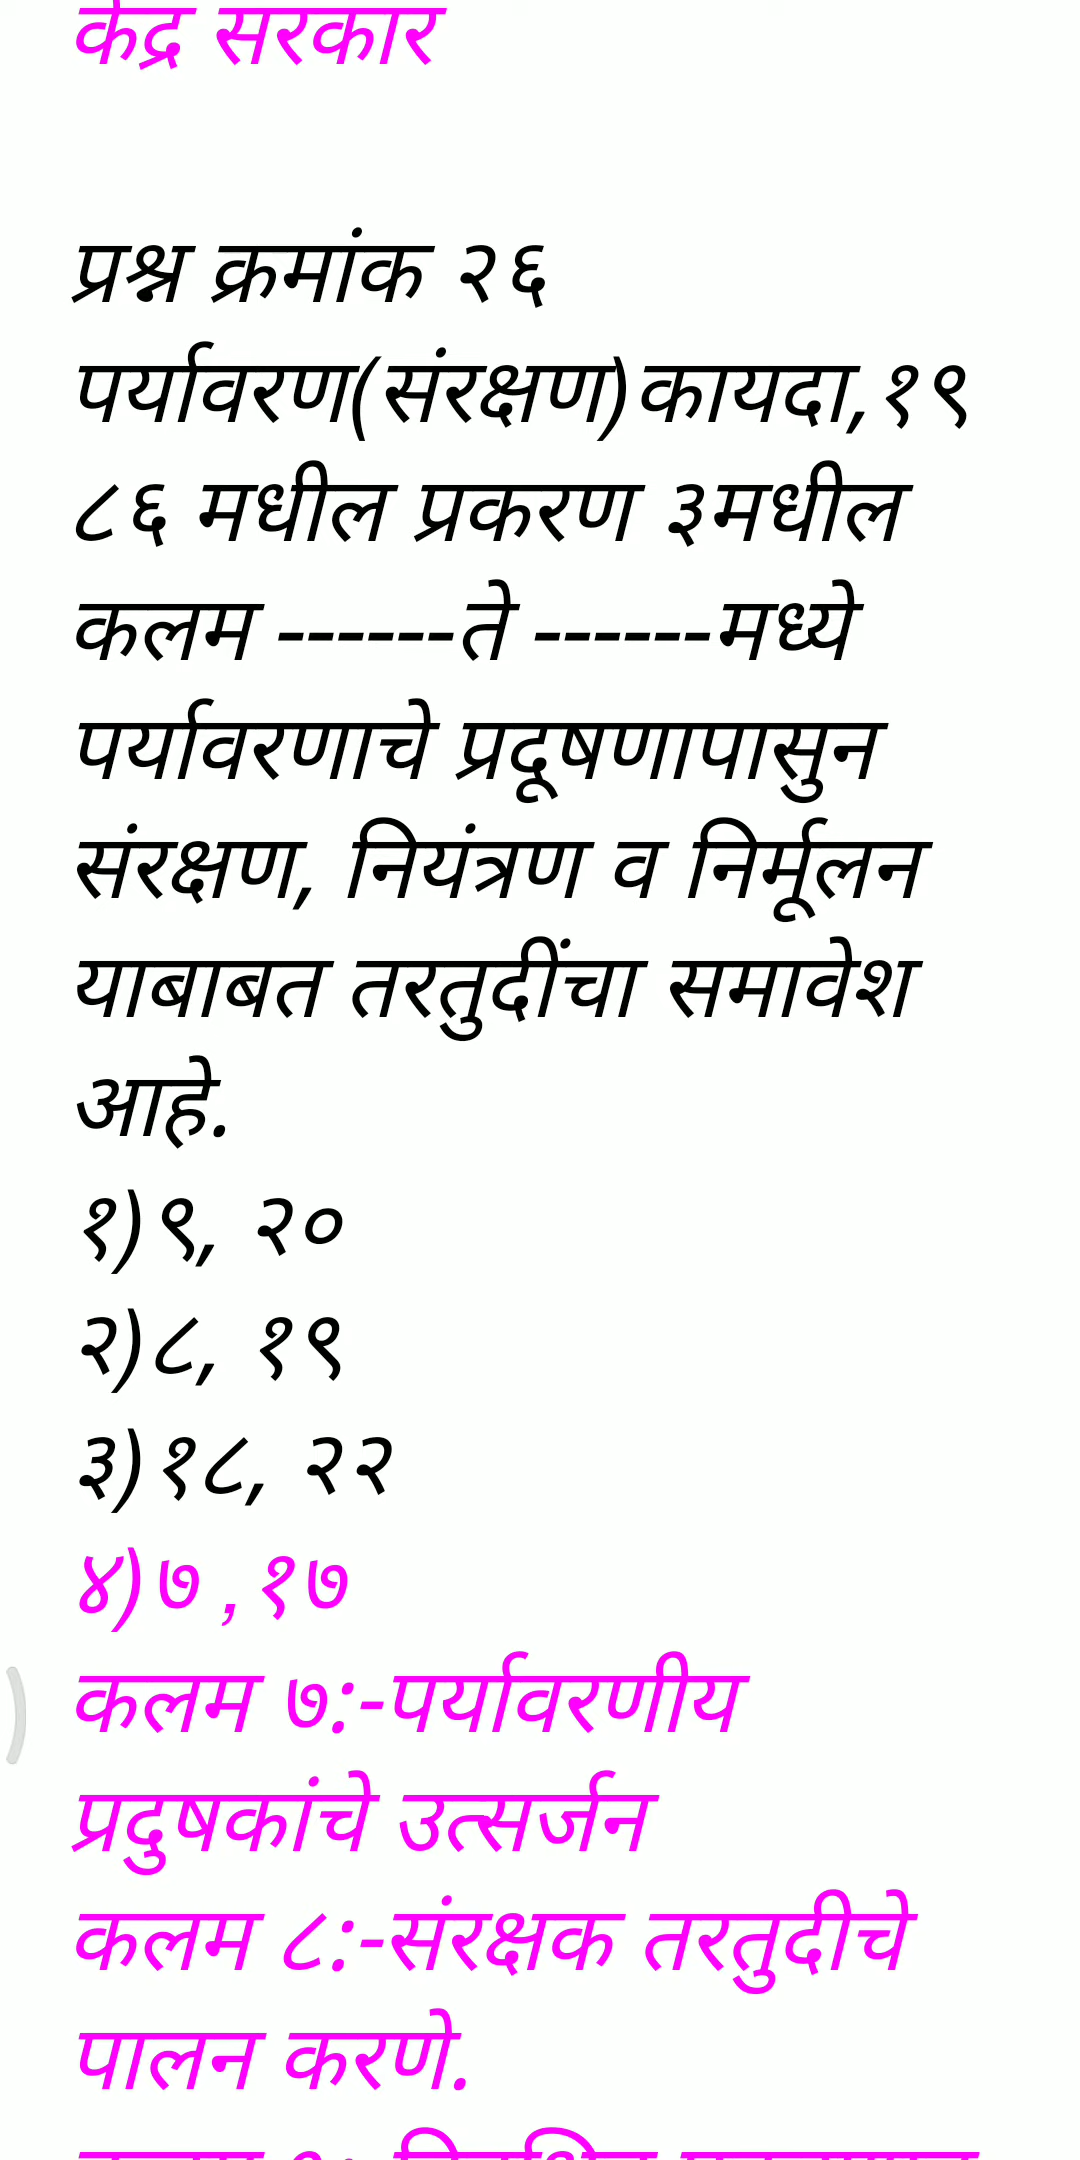 केंद्र सरकार
प्रश्न क्रमांक २६
पर्यावरण(संरक्षण)कायदा,१९
८६ मधील प्रकरण ३मधील
कलम ------ते ------मध्ये
पर्यावरणाचे प्रदूषणापासुन
संरक्षण, नियंत्रण व निर्मूलन
याबाबत तरतुदींचा समावेश
आहे.
१)९, २०
२)८, १९
३)१८, २२
४)७ ,१७
कलम ७:-पर्यावरणीय
प्रदुषकांचे उत्सर्जन
कलम ८:-संरक्षक तरतुदीचे
पालन करणे.